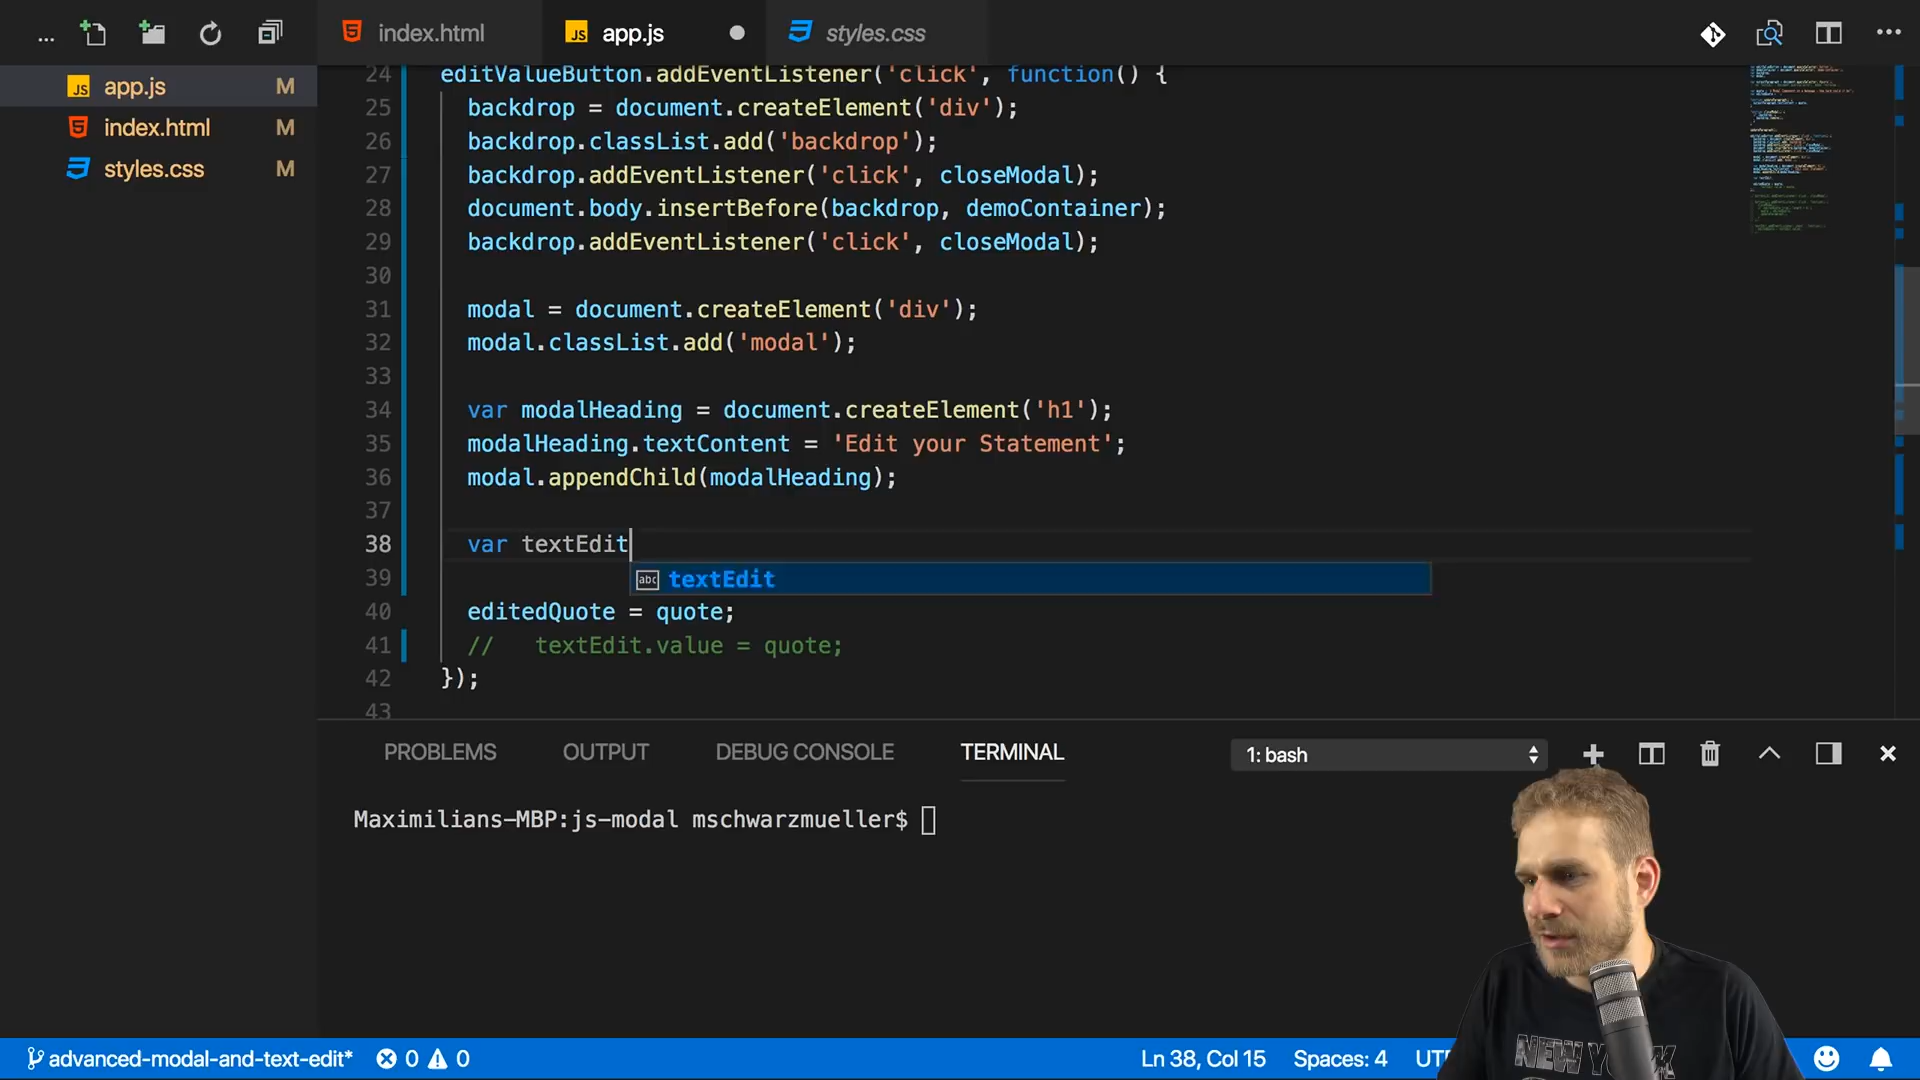 ... index.html app.js styles.css
app.js M
index.html M
styles.css M
24 editValueButton.addEventListener('click', function() {
25 backdrop = document.createElement('div');
26 backdrop.classList.add('backdrop');
27 backdrop.addEventListener('click', closeModal);
28 document.body.insertBefore(backdrop, demoContainer);
29 backdrop.addEventListener('click', closeModal);
30
31 modal = document.createElement('div');
32 modal.classList.add('modal');
33
34 var modalHeading = document.createElement('h1');
35 modalHeading.textContent = 'Edit your Statement';
36 modal.appendChild(modalHeading);
37
38 var textEdit
abc textEdit
39
40 editedQuote = quote;
41 // textEdit.value = quote;
42 });
43
PROBLEMS OUTPUT DEBUG CONSOLE TERMINAL 1: bash
Maximilians-MBP:js-modal mschwarzmueller$
NEW
advanced-modal-and-text-edit* 0 0 Ln 38, Col 15 Spaces: 4